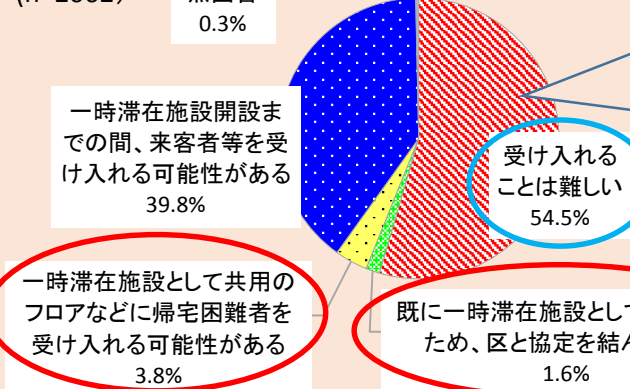 0.3%
一時滞在施設開設ま
での間、来客者等を受
け入れる可能性がある
39.8%
受け入れる
ことは難しい
54.5%
一時滞在施設として共用の
フロアなどに帰宅困難者を
受け入れる可能性がある
3.8%
既に一時滞在施設として
ため、区と協定を結ん
1.6%